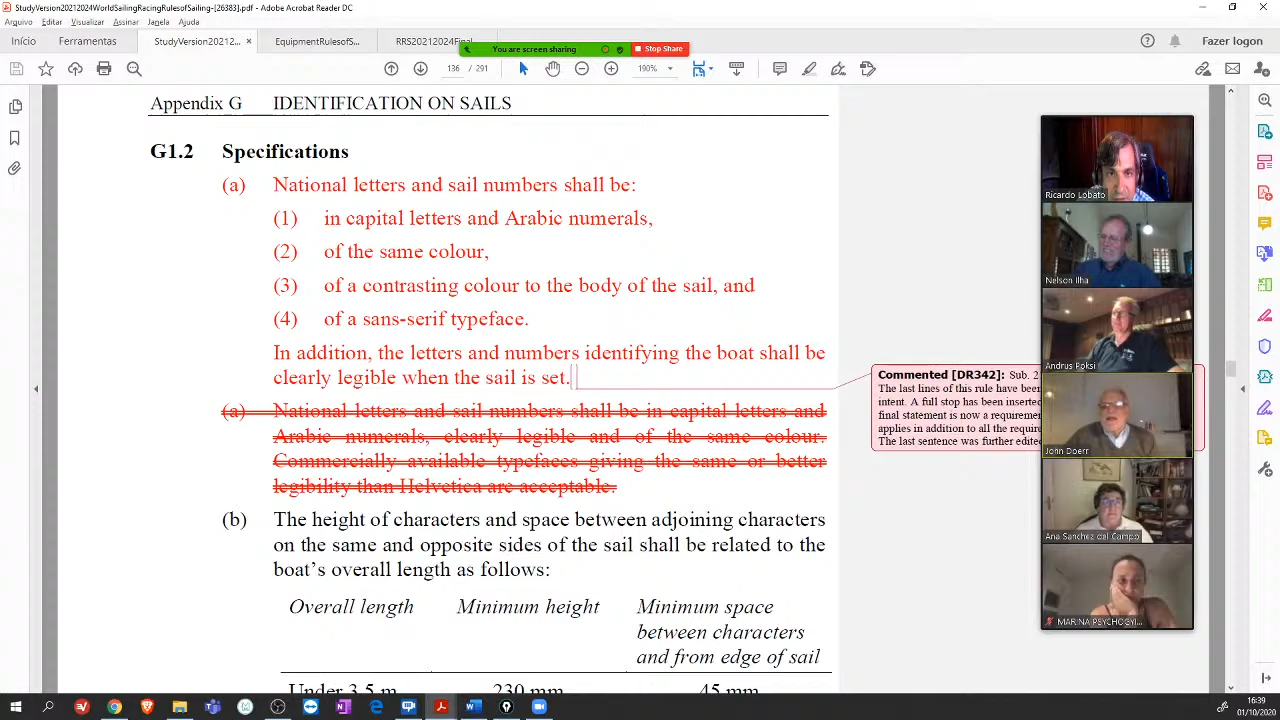 StudyVersion20212024WorldSailingRacingRulesofSailing-[26383].pdf - Adobe Acrobat Reader DC
Arquivo Editar Visualizar Assinar Janela Ajuda
Início Ferramentas StudyVersion20212... × EquipmentRulesofS... RRS20212024Final
You are screen sharing Stop Share
Fazer logon
136 / 291 190%
Appendix G IDENTIFICATION ON SAILS
G1.2 Specifications
(a) National letters and sail numbers shall be:
(1) in capital letters and Arabic numerals,
(2) of the same colour,
(3) of a contrasting colour to the body of the sail, and
(4) of a sans-serif typeface.
In addition, the letters and numbers identifying the boat shall be
clearly legible when the sail is set.
(a) National letters and sail numbers shall be in capital letters and
Arabic numerals, clearly legible and of the same colour.
Commercially available typefaces giving the same or better
legibility than Helvetica are acceptable.
(b) The height of characters and space between adjoining characters
on the same and opposite sides of the sail shall be related to the
boat's overall length as follows:
Overall length Minimum height Minimum space
between characters
and from edge of sail
Under 3.5 m 230 mm 45 mm
Commented [DR342]: Sub. 2
The last lines of this rule have been
intent. A full stop has been inserted
final statement is now a requireme
applies in addition to all the requir
The last sentence was further edite
Ricardo Lobato
Nelson Ilha
Andrus Poksi
John Doerr
Ana Sanchez del Campo
MARINA PSYCHOGYI...
16:39
01/10/2020